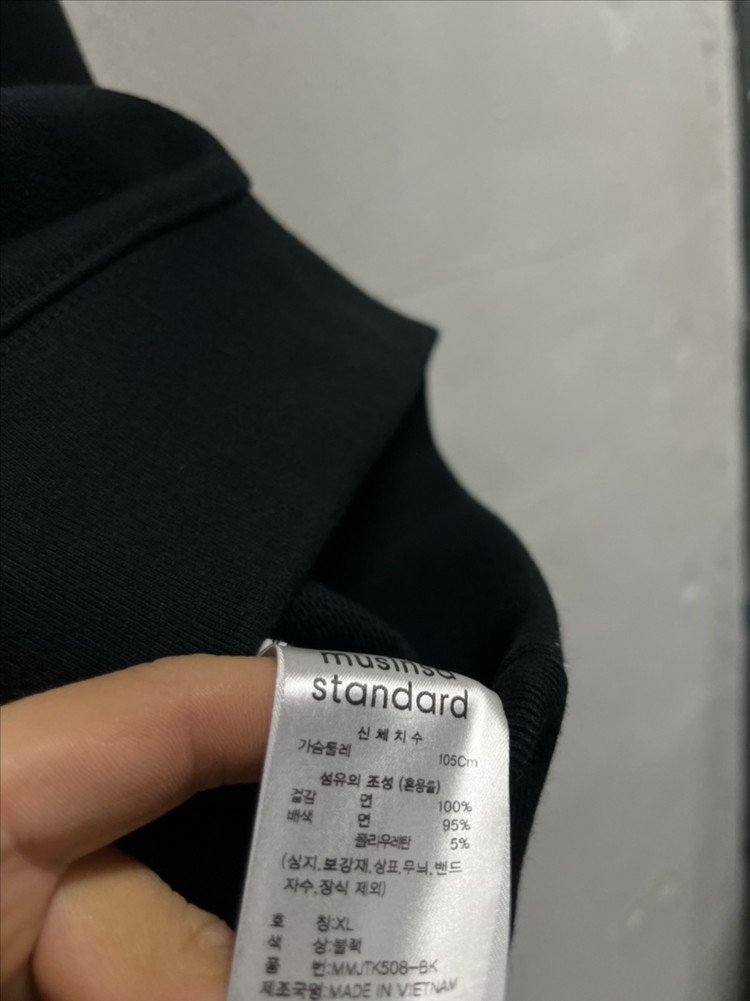 musinsa
standard
신체치수
가슴둘레 105Cm
섬유의 조성 (혼용율)
겉감 면 100%
배색 면 95%
폴리우레탄 5%
(심지.보강재.상표.무늬.밴드
자수.장식 제외)
호 칭:XL
색 상:블랙
품 번:MMJTK508-BK
제조국명:MADE IN VIETNAM